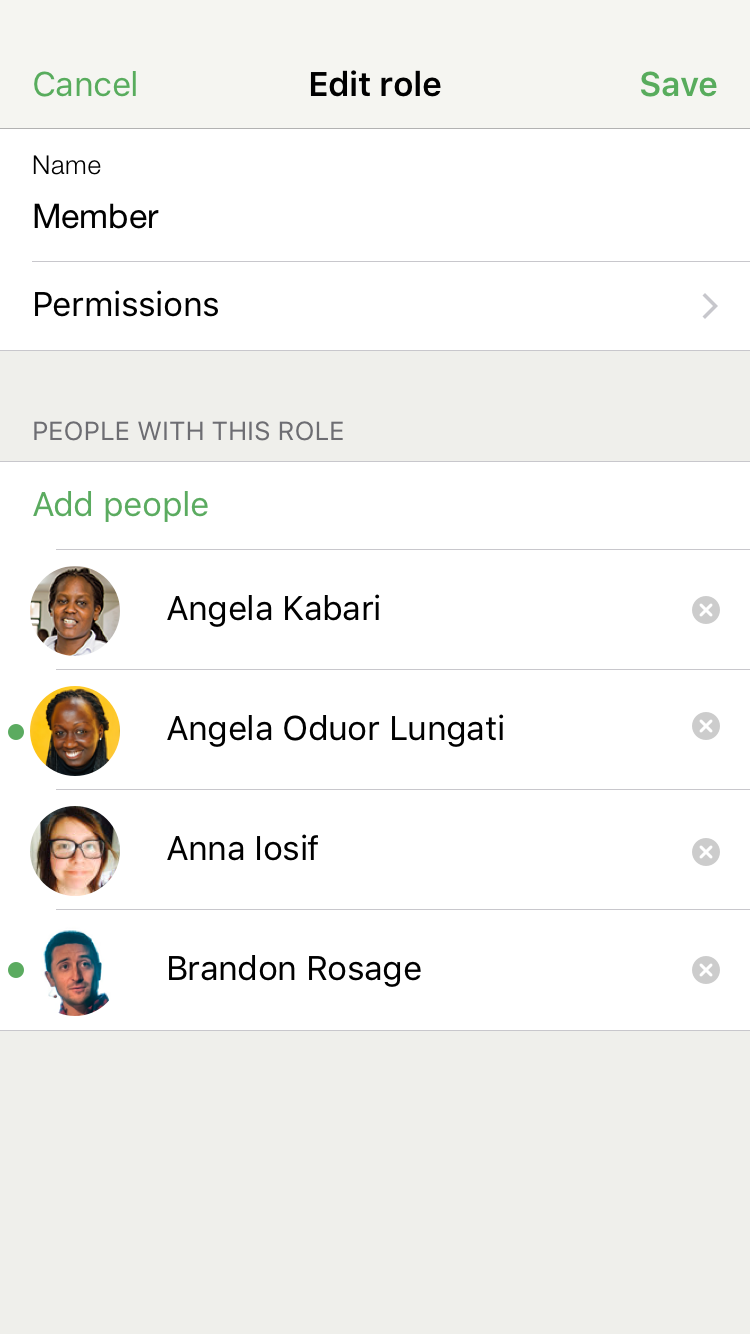 Cancel Edit role Save
Name
Member
Permissions
PEOPLE WITH THIS ROLE
Add people
Angela Kabari
Angela Oduor Lungati
Anna Iosif
Brandon Rosage